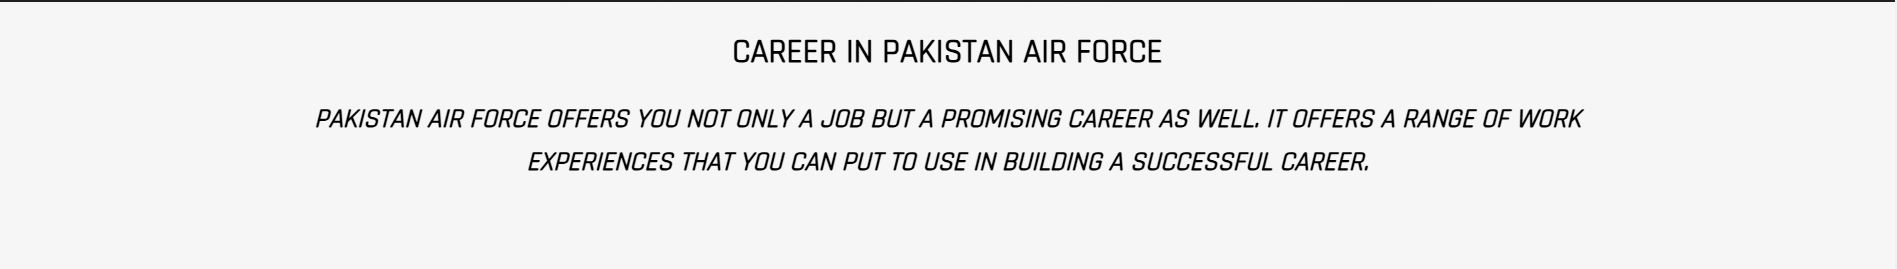 CAREER IN PAKISTAN AIR FORCE
PAKISTAN AIR FORCE OFFERS YOU NOT ONLY A JOB BUT A PROMISING CAREER AS WELL. IT OFFERS A RANGE OF WORK
EXPERIENCES THAT YOU CAN PUT TO USE IN BUILDING A SUCCESSFUL CAREER.